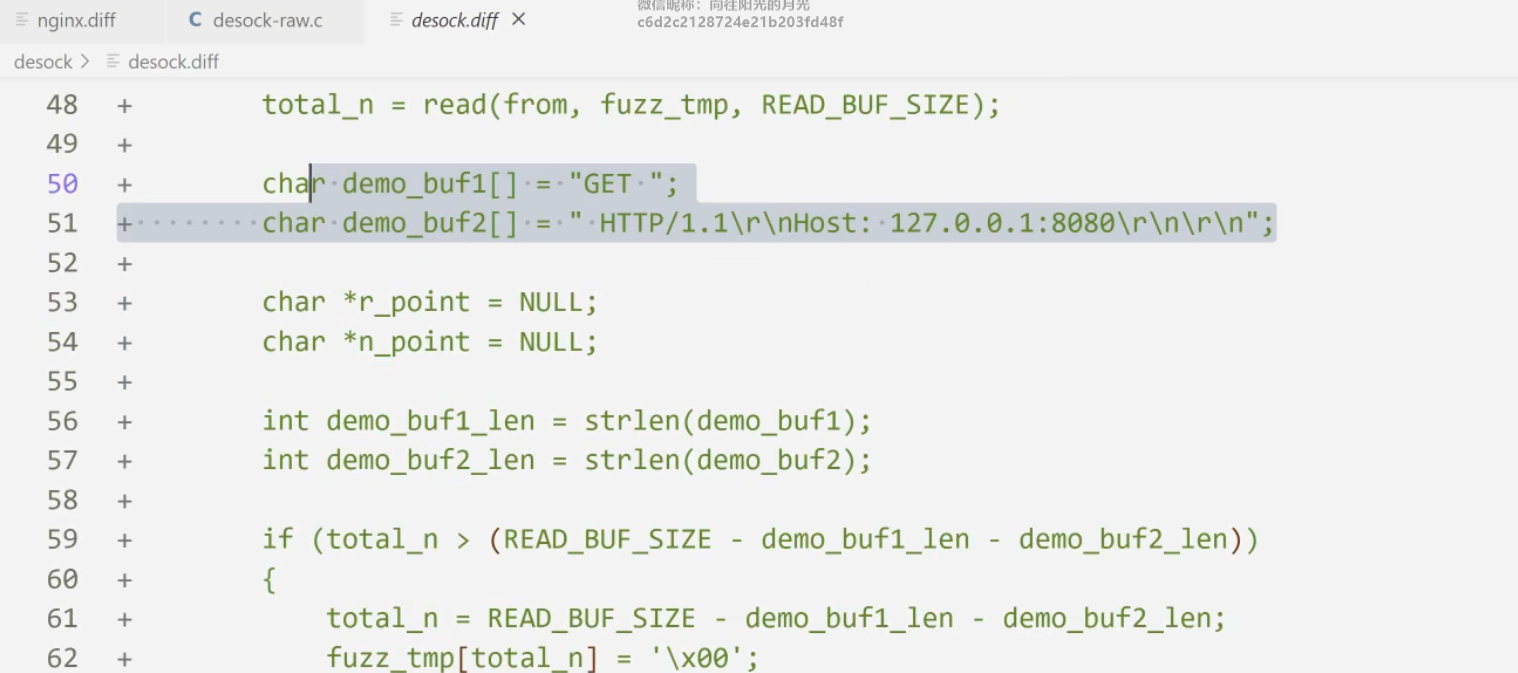 nginx.diff
C desock-raw.c
desock.diff ×
微信昵称：向往阳光的月光
c6d2c2128724e21b203fd48f
desock > desock.diff
48 + total_n = read(from, fuzz_tmp, READ_BUF_SIZE);
49 +
50 + char demo_buf1[] = "GET ";
51 + char demo_buf2[] = " HTTP/1.1\r\nHost: 127.0.0.1:8080\r\n\r\n";
52 +
53 + char *r_point = NULL;
54 + char *n_point = NULL;
55 +
56 + int demo_buf1_len = strlen(demo_buf1);
57 + int demo_buf2_len = strlen(demo_buf2);
58 +
59 + if (total_n > (READ_BUF_SIZE - demo_buf1_len - demo_buf2_len))
60 + {
61 + total_n = READ_BUF_SIZE - demo_buf1_len - demo_buf2_len;
62 + fuzz_tmp[total_n] = '\x00';